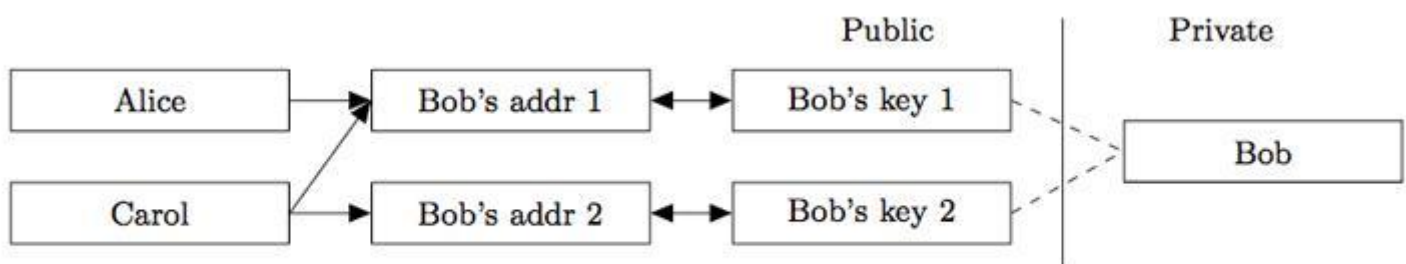 Public
Private
Alice
Bob's addr 1
Bob's key 1
Bob
Carol
Bob's addr 2
Bob's key 2